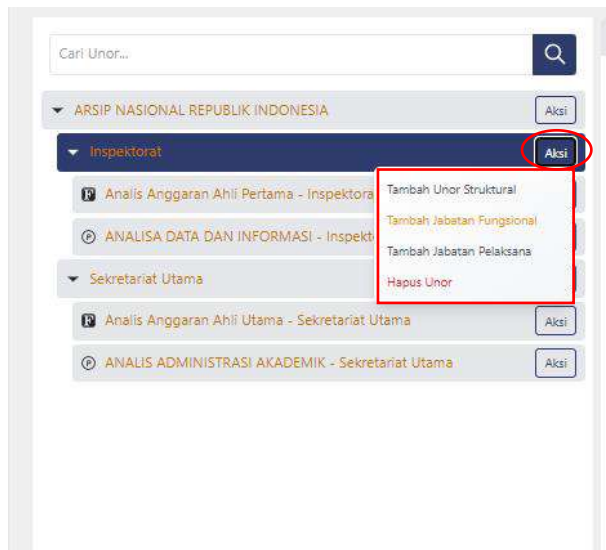 Cari Unor...
ARSIP NASIONAL REPUBLIK INDONESIA Aksi
Inspektorat Aksi
Analis Anggaran Ahli Pertama - Inspektora
ANALISA DATA DAN INFORMASI - Inspekt
Tambah Unor Struktural
Tambah Jabatan Fungsional
Tambah Jabatan Pelaksana
Hapus Unor
Sekretariat Utama
Analis Anggaran Ahli Utama - Sekretariat Utama Aksi
ANALIS ADMINISTRASI AKADEMIK - Sekretariat Utama Aksi